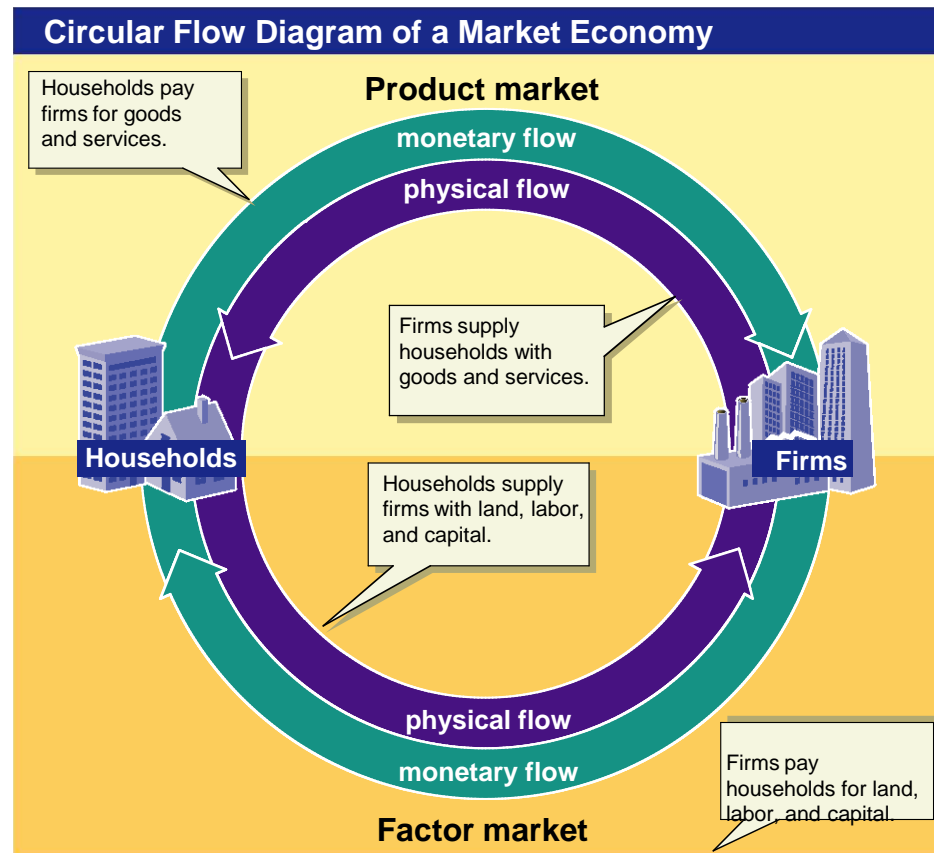 Circular Flow Diagram of a Market Economy
Product market
Households pay
firms for goods
and services.
monetary flow
physical flow
Firms supply
households with
goods and services.
Households
Firms
Households supply
firms with land, labor,
and capital.
physical flow
monetary flow
Firms pay
households for land,
labor, and capital.
Factor market